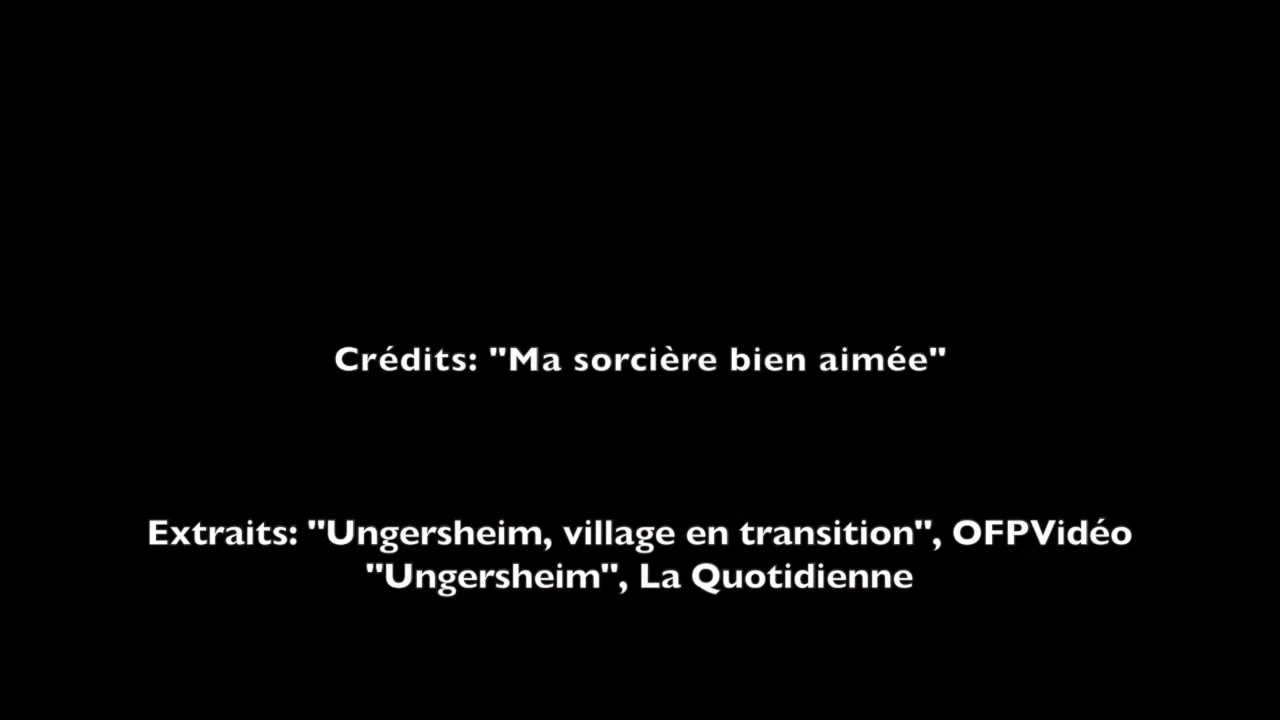 Crédits: "Ma sorcière bien aimée"
Extraits: "Ungersheim, village en transition", OFPVidéo
"Ungersheim", La Quotidienne